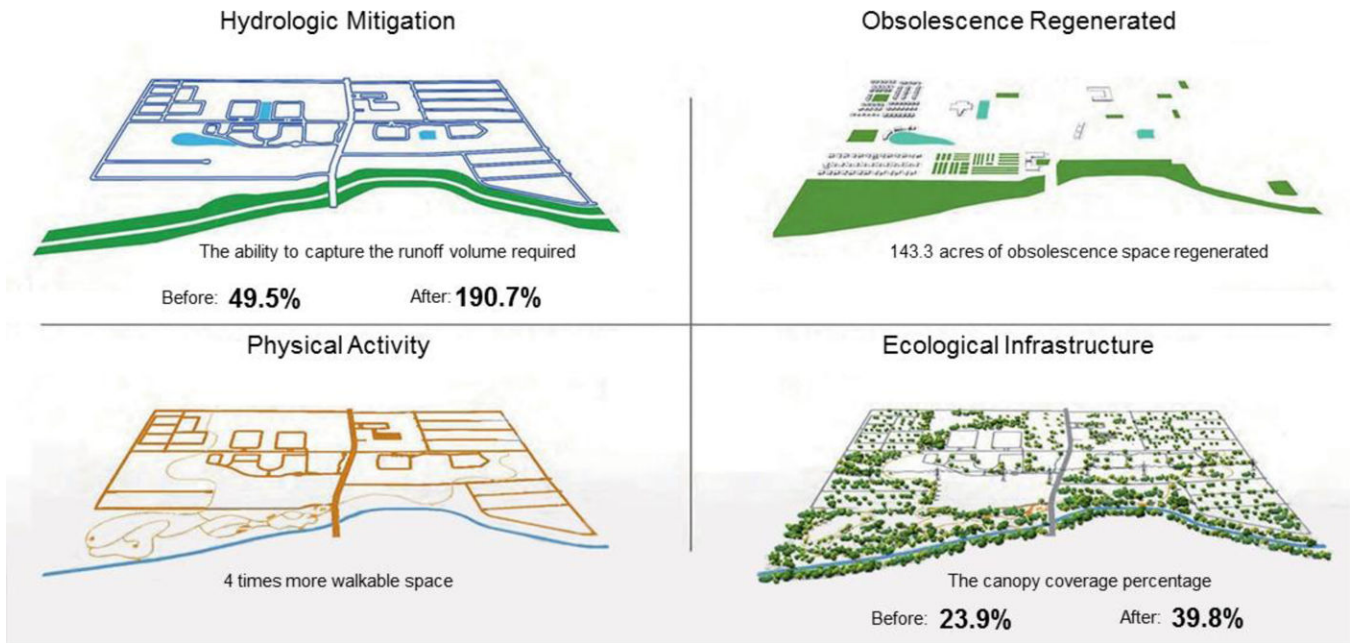 Hydrologic Mitigation
The ability to capture the runoff volume required
Before: 49.5% After: 190.7%
Obsolescence Regenerated
143.3 acres of obsolescence space regenerated
Physical Activity
4 times more walkable space
Ecological Infrastructure
The canopy coverage percentage
Before: 23.9% After: 39.8%